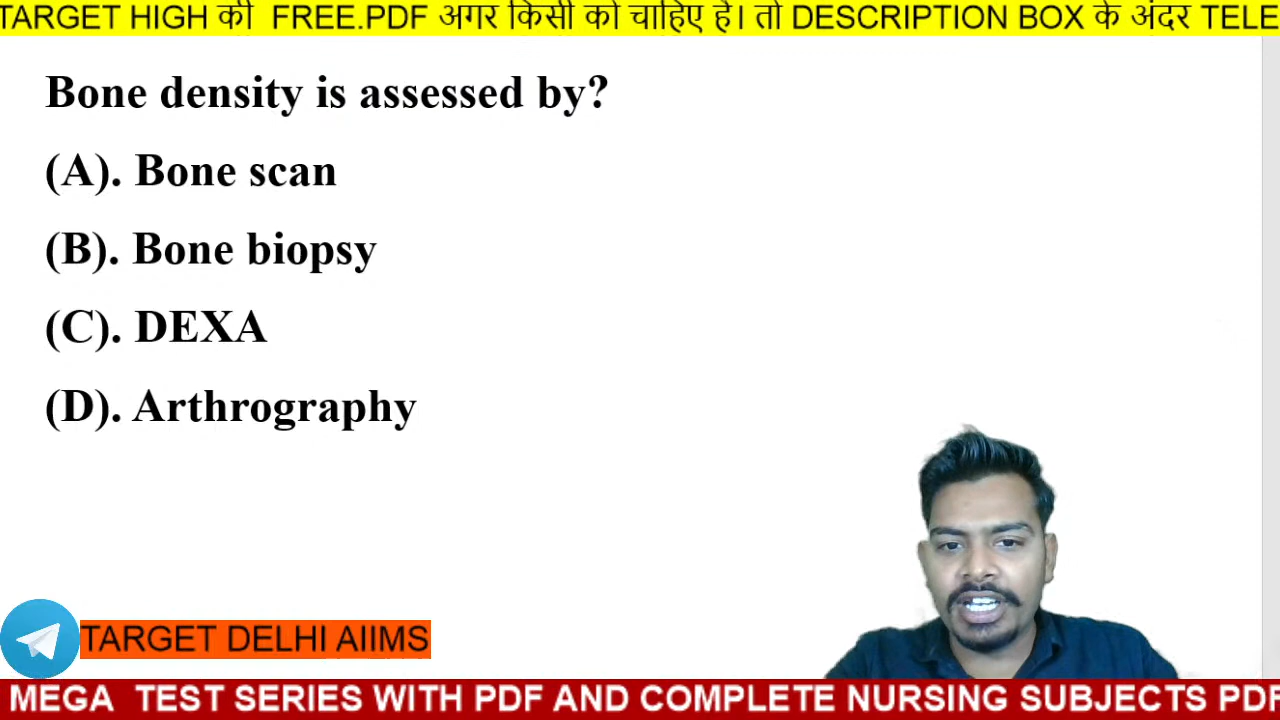 TARGET HIGH की FREE.PDF अगर किसी को चाहिए है। तो DESCRIPTION BOX के अंदर TELE
Bone density is assessed by?
(A). Bone scan
(B). Bone biopsy
(C). DEXA
(D). Arthrography
TARGET DELHI AIIMS
MEGA TEST SERIES WITH PDF AND COMPLETE NURSING SUBJECTS PDF